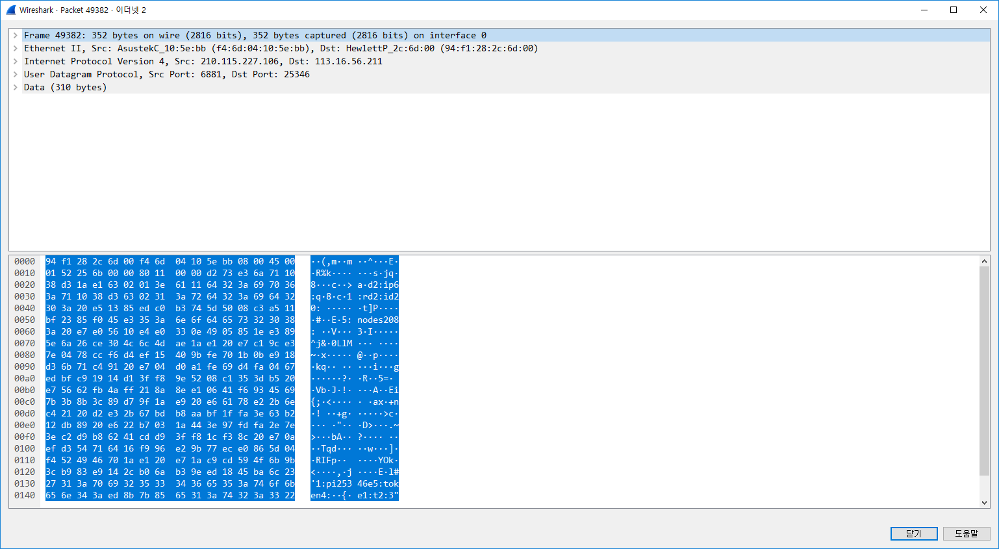 Wireshark · Packet 49382 · 이더넷 2
Frame 49382: 352 bytes on wire (2816 bits), 352 bytes captured (2816 bits) on interface 0
Ethernet II, Src: AsustekC_10:5e:bb (f4:6d:04:10:5e:bb), Dst: HewlettP_2c:6d:00 (94:f1:28:2c:6d:00)
Internet Protocol Version 4, Src: 210.115.227.106, Dst: 113.16.56.211
User Datagram Protocol, Src Port: 6881, Dst Port: 25346
Data (310 bytes)
0000 94 f1 28 2c 6d 00 f4 6d 04 10 5e bb 08 00 45 00 ··(,m··m ··^···E·
0010 01 52 25 6b 00 00 80 11 00 00 d2 73 e3 6a 71 10 ·R%k···· ···s·jq·
0020 38 d3 1a e1 63 02 01 3e 61 11 64 32 3a 69 70 36 8···c··> a·d2:ip6
0030 3a 71 10 38 d3 63 02 31 3a 72 64 32 3a 69 64 32 :q·8·c·1 :rd2:id2
0040 30 3a 20 e5 13 85 ed c0 b3 74 5d 50 08 c3 a5 11 0: ····· ·t]P····
0050 bf 23 85 f0 45 e3 35 3a 6e 6f 64 65 73 32 30 38 ·#··E·5: nodes208
0060 3a 20 e7 e0 56 10 e4 e0 33 0e 49 05 85 1e e3 89 : ··V··· 3·I·····
0070 5e 6a 26 ce 30 4c 6c 4d ae 1a e1 20 e7 c1 9c e3 ^j&·0LlM ··· ····
0080 7e 04 78 cc f6 d4 ef 15 40 9b fe 70 1b 0b e9 18 ~·x····· @··p····
0090 d3 6b 71 c4 91 20 e7 04 d0 a1 fe 69 d4 fa 04 67 ·kq·· ·· ···i···g
00a0 ed bf c9 19 14 d1 3f f8 9e 52 08 c1 35 3d b5 20 ······?· ·R··5=·
00b0 e7 56 62 fb 4a ff 21 8a 8e e1 06 41 f6 93 45 69 ·Vb·J·!· ···A··Ei
00c0 7b 3b 8b 3c 89 d7 9f 1a e9 20 e6 61 78 e2 2b 6e {;·<···· · ·ax·+n
00d0 c4 21 20 d2 e3 2b 67 bd b8 aa bf 1f fa 3e 63 b2 ·! ··+g· ·····>c·
00e0 12 db 89 20 e6 22 b7 03 1a 44 3e 97 fd fa 2e 7e ··· ·"·· ·D>···.~
00f0 3e c2 d9 b8 62 41 cd d9 3f f8 1c f3 8c 20 e7 0a >···bA·· ?···· ··
0100 ef d3 54 71 64 16 f9 96 e2 9b 77 ec e0 86 5d 04 ··Tqd··· ··w···]·
0110 f4 52 49 46 70 1a e1 20 e7 1a c9 cd 59 4f 6b 9b ·RIFp·· ····YOk·
0120 3c b9 83 e9 14 2c b0 6a b3 9e ed 18 45 ba 6c 23 <····,·j ····E·l#
0130 27 31 3a 70 69 32 35 33 34 36 65 35 3a 74 6f 6b '1:pi253 46e5:tok
0140 65 6e 34 3a ed 8b 7b 85 65 31 3a 74 32 3a 33 22 en4:··{· e1:t2:3"
닫기 도움말